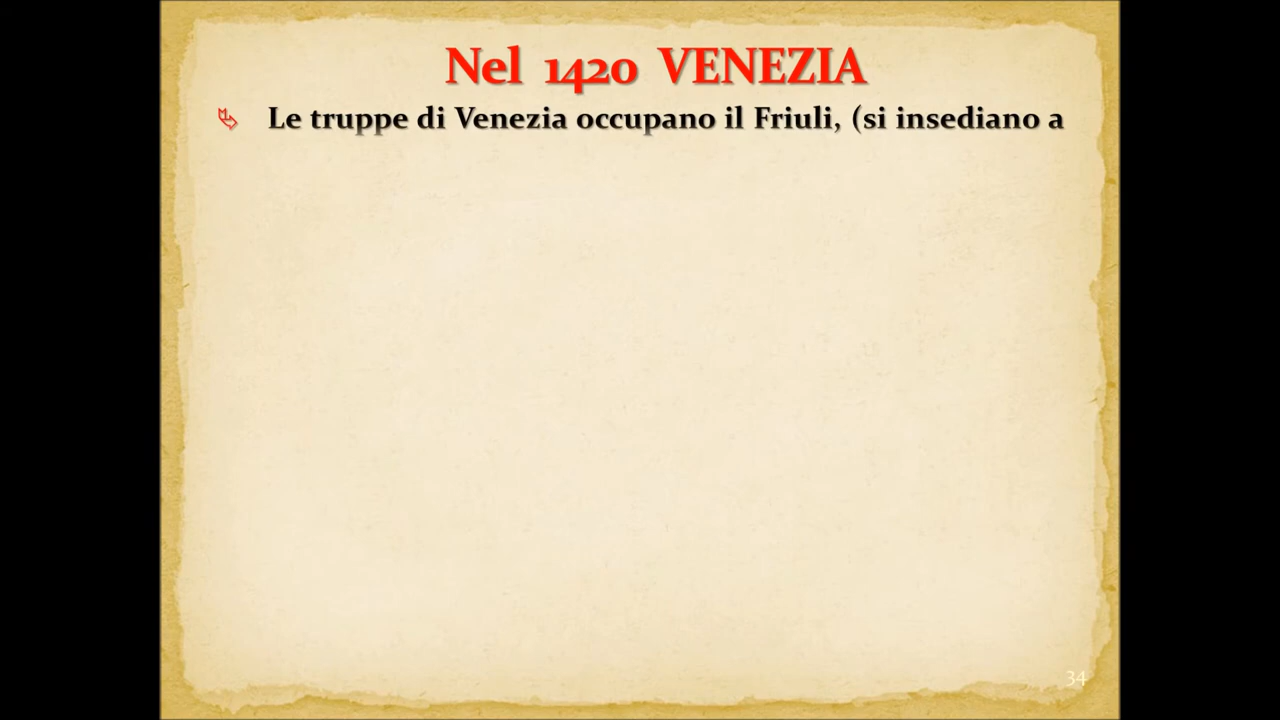 Nel 1420 VENEZIA
Le truppe di Venezia occupano il Friuli, (si insediano a
34